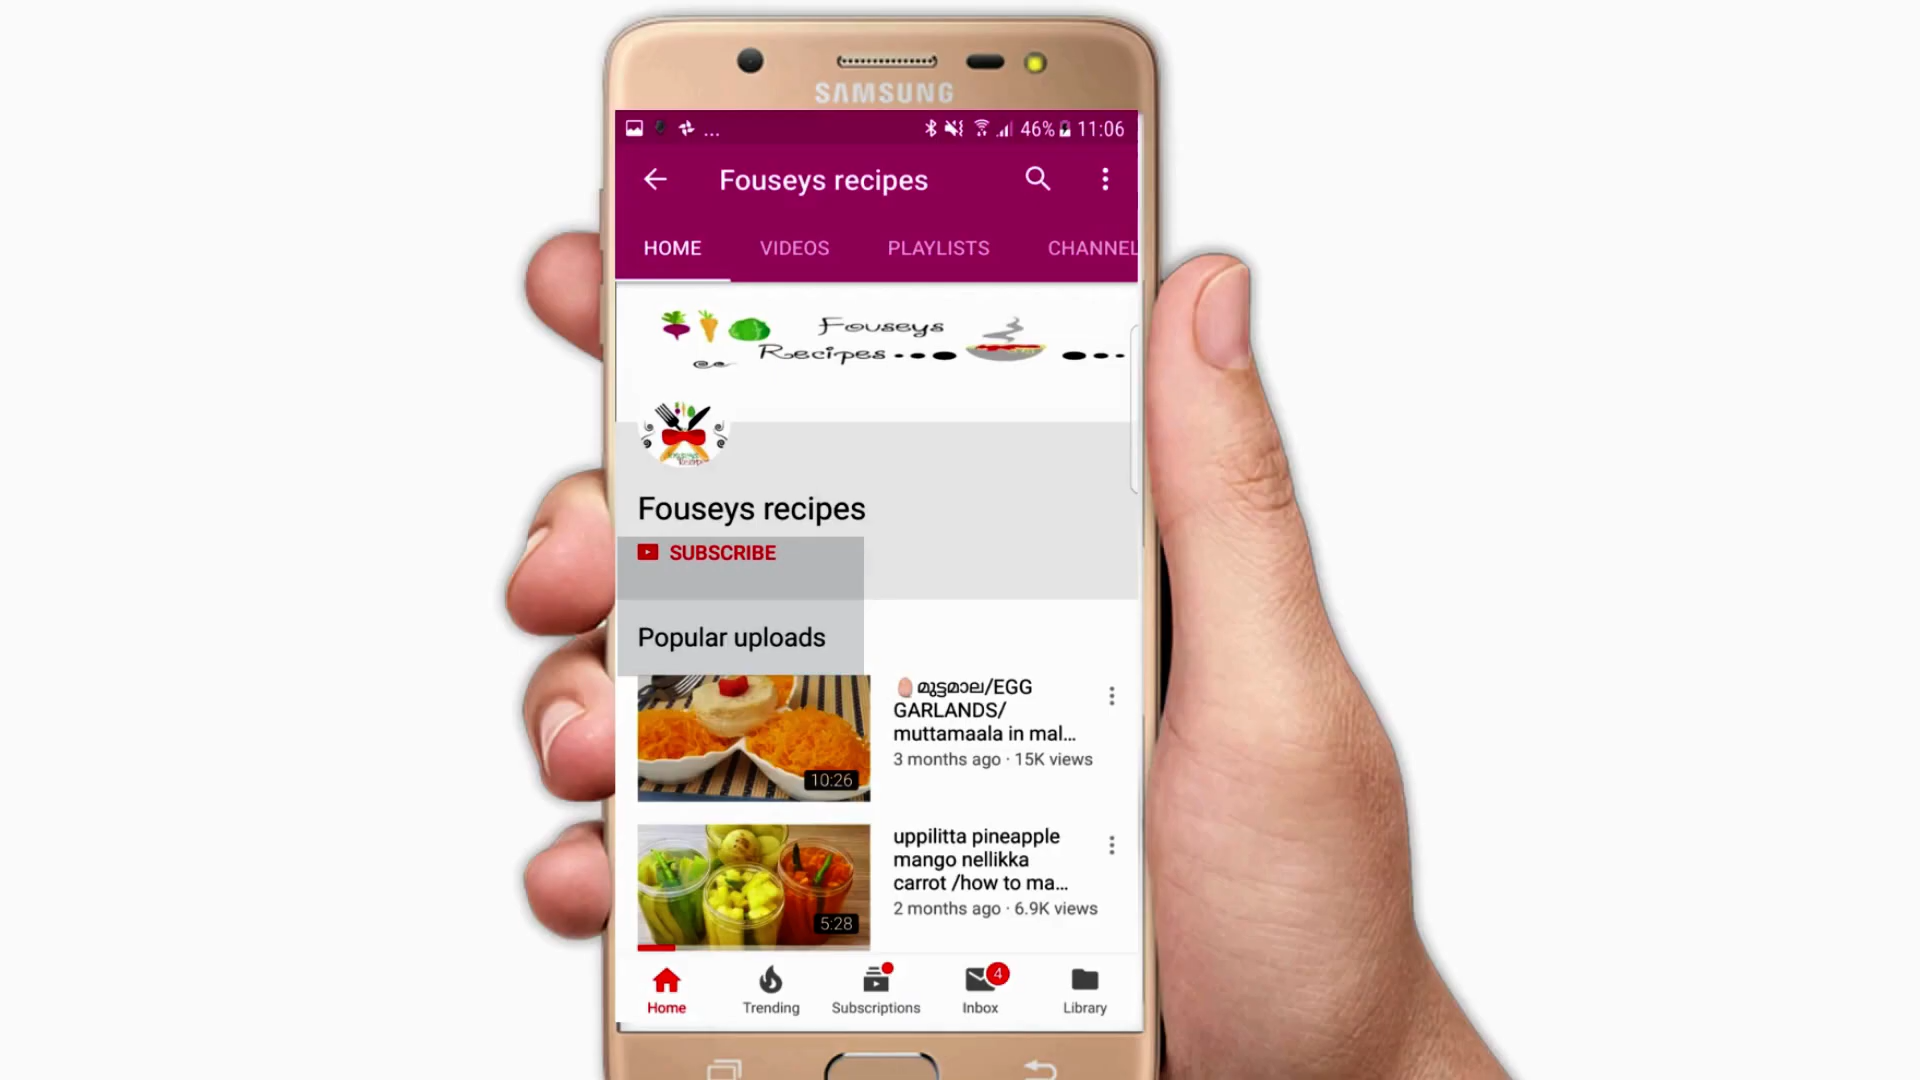 SAMSUNG
... 46% 11:06
Fouseys recipes
HOME VIDEOS PLAYLISTS CHANNEL
Fouseys
Recipes
Fouseys recipes
SUBSCRIBE
Popular uploads
മുട്ടമാല/EGG
GARLANDS/
muttamaala in mal...
3 months ago · 15K views
10:26
uppilitta pineapple
mango nellikka
carrot /how to ma...
2 months ago · 6.9K views
5:28
4
Home Trending Subscriptions Inbox Library